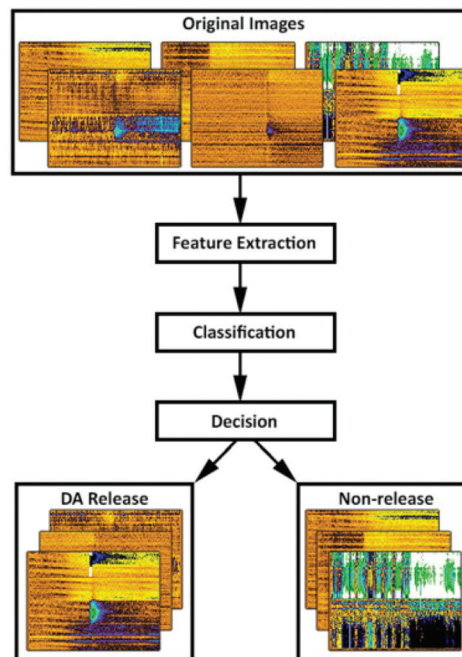 Original Images
Feature Extraction
Classification
Decision
DA Release
Non-release